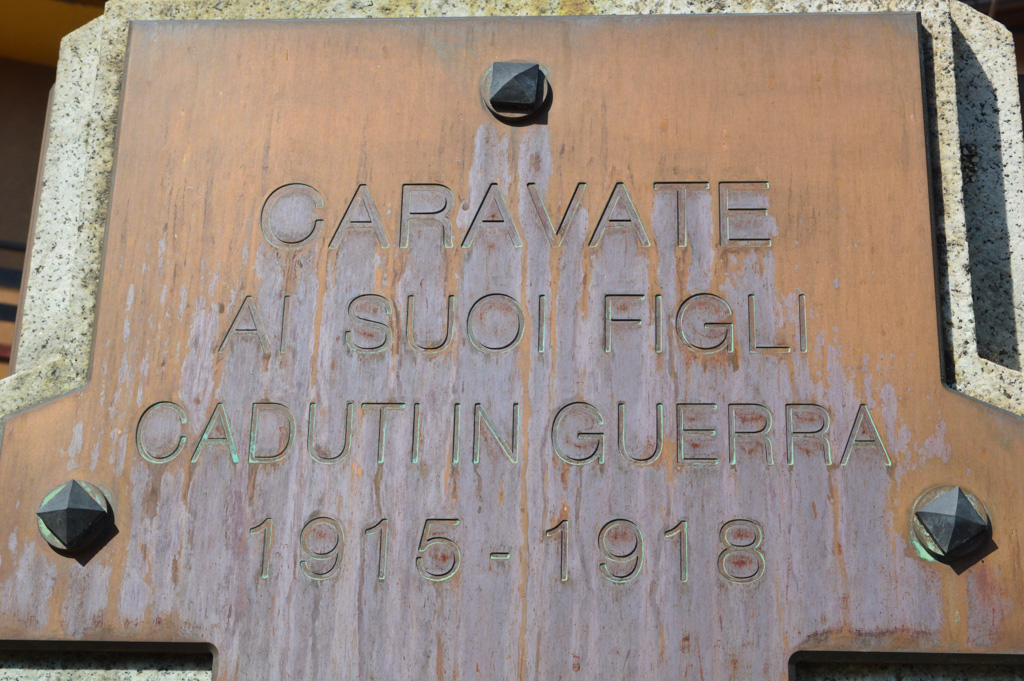 CARAVATE
AI SUOI FIGLI
CADUTI IN GUERRA
1915-1918